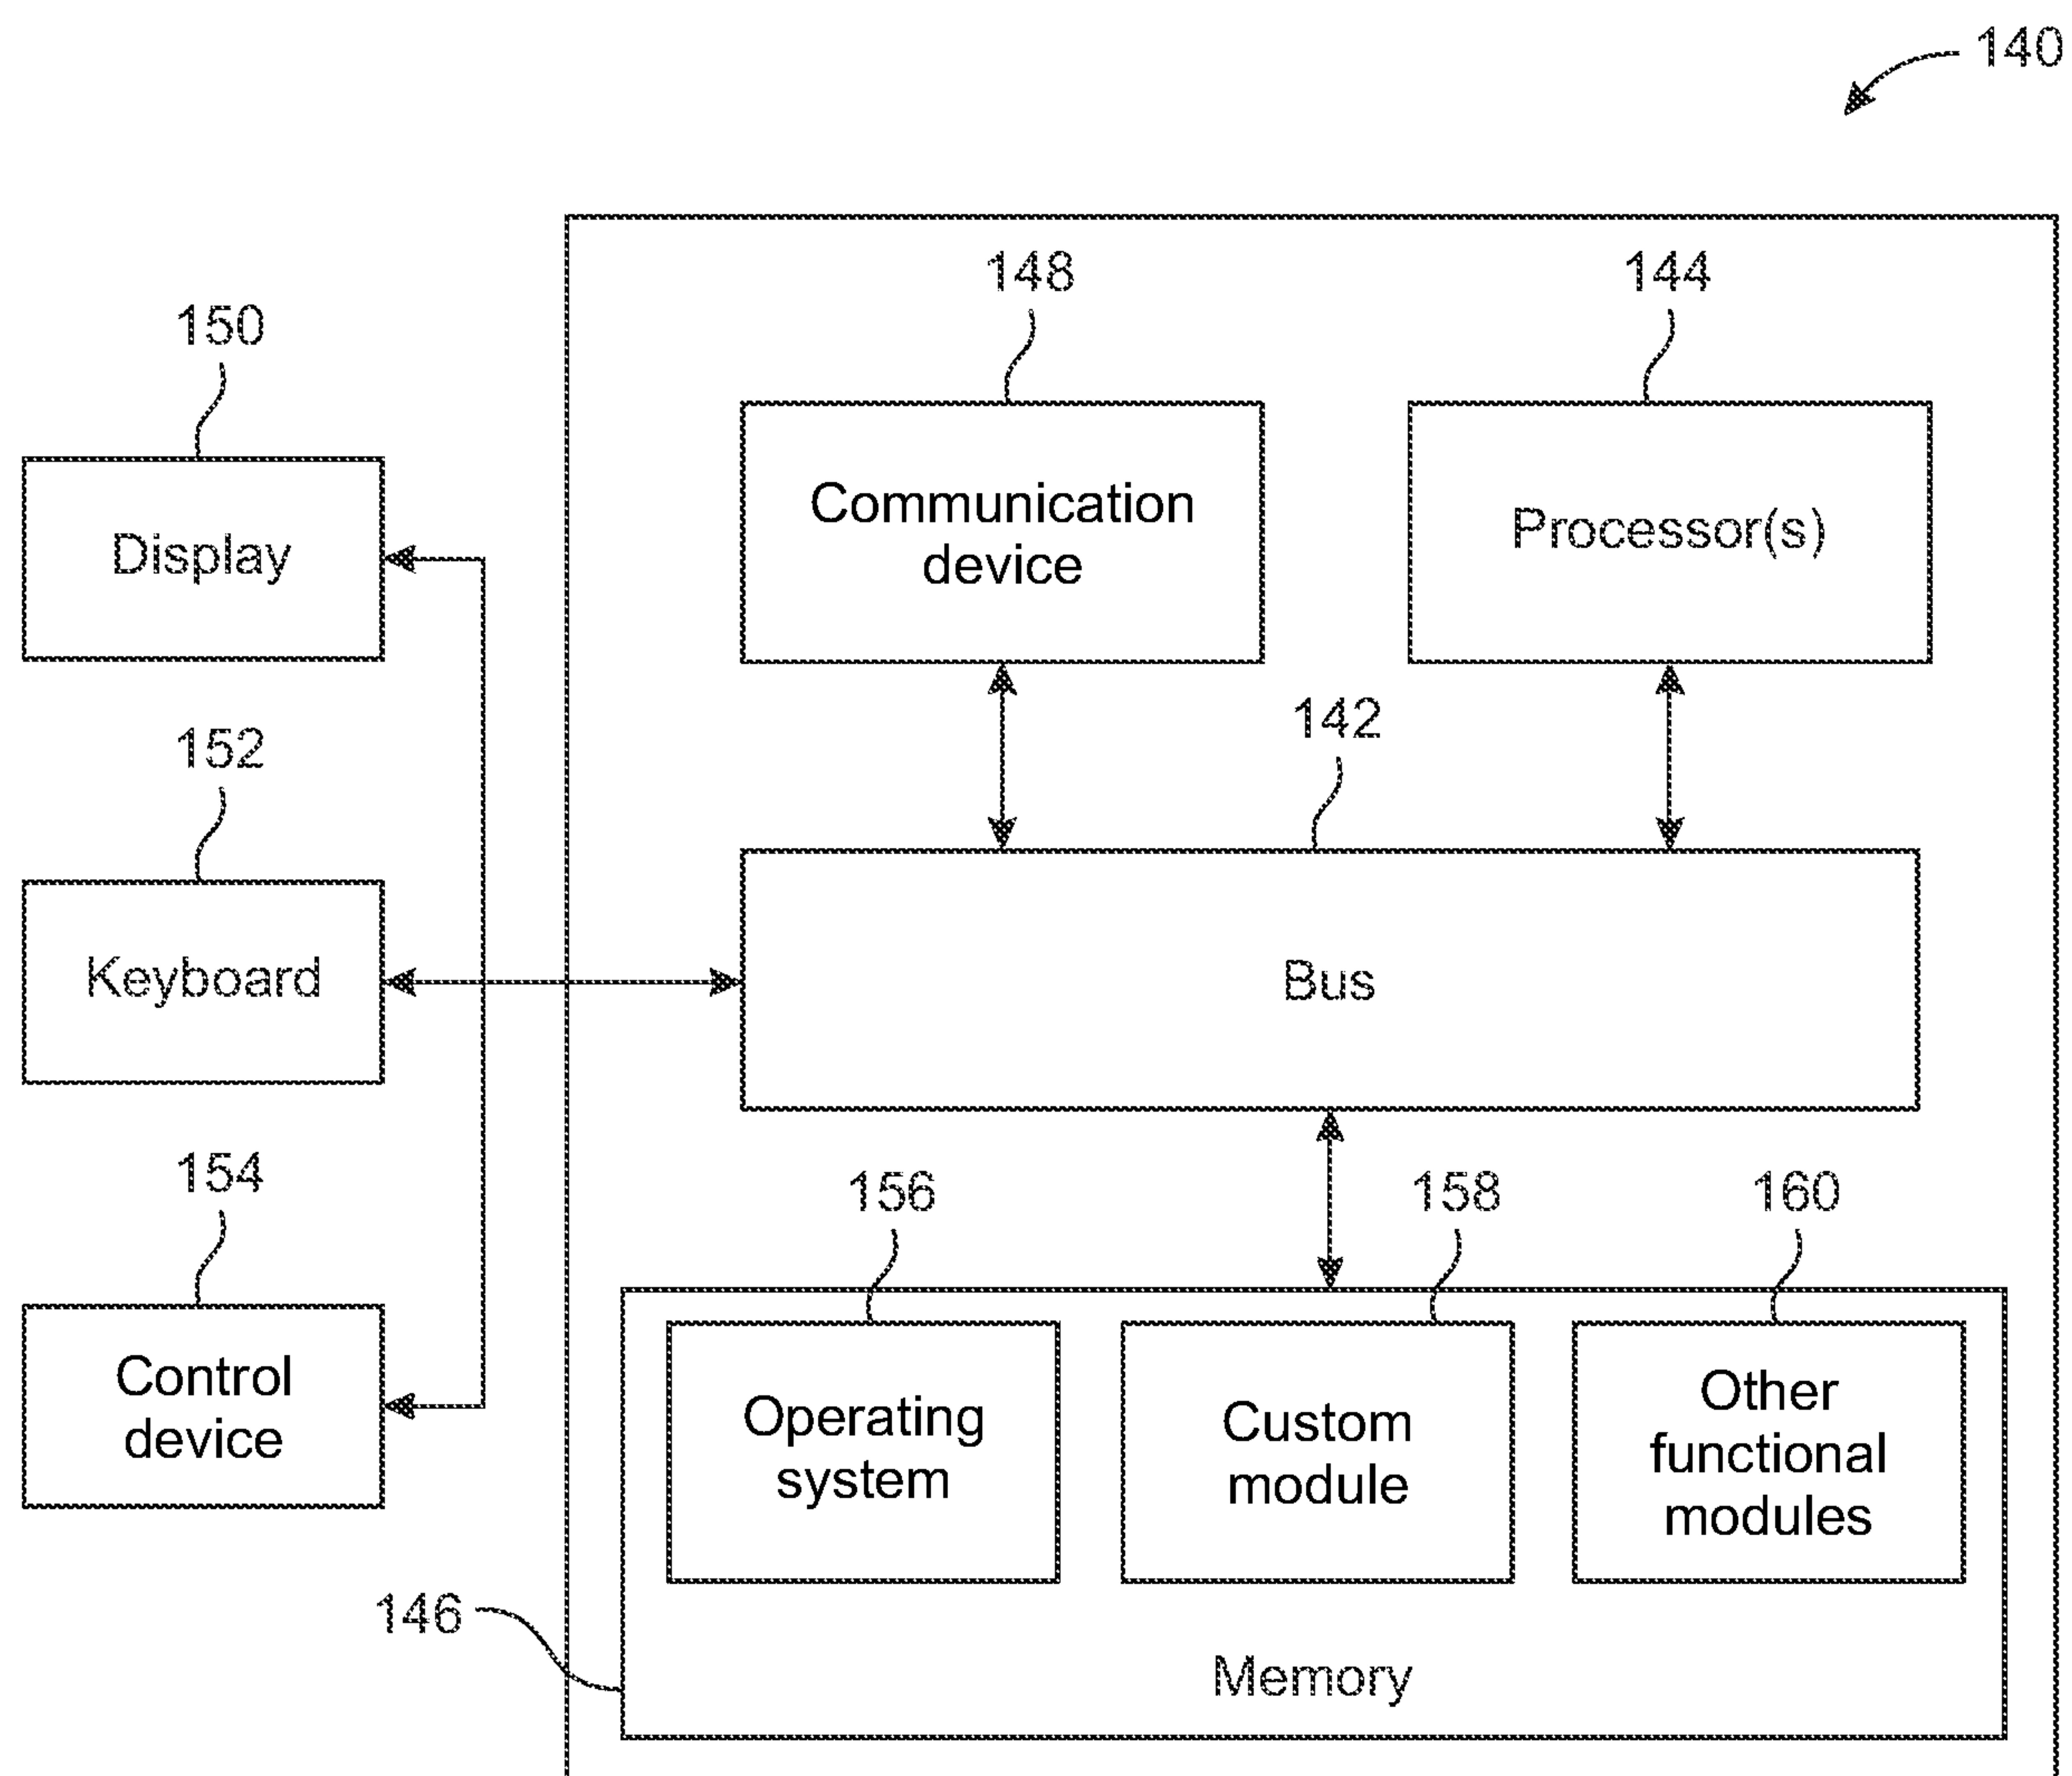 140
148
144
150
Communication
device
Processor(s)
Display
142
152
Keyboard
Bus
154
156
158
160
Control
device
Operating
system
Custom
module
Other
functional
modules
146
Memory